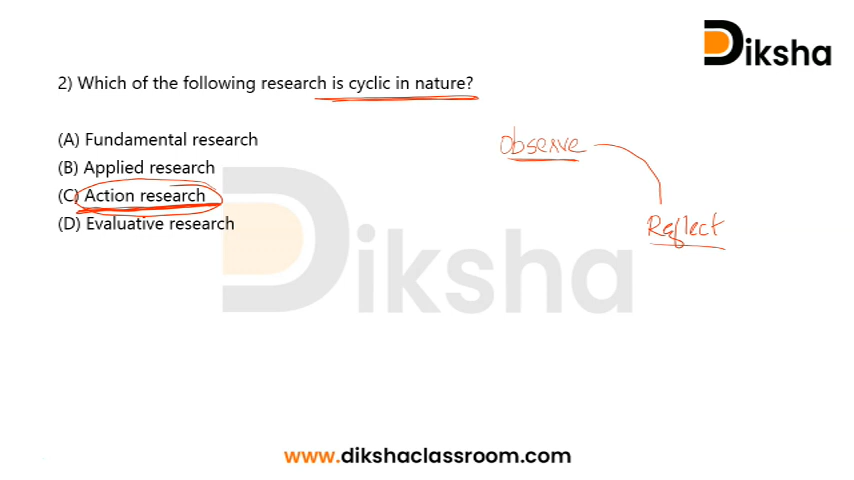 Diksha
2) Which of the following research is cyclic in nature?
(A) Fundamental research
(B) Applied research
(C) Action research
(D) Evaluative research
Observe
Reflect
Diksha
www.dikshaclassroom.com